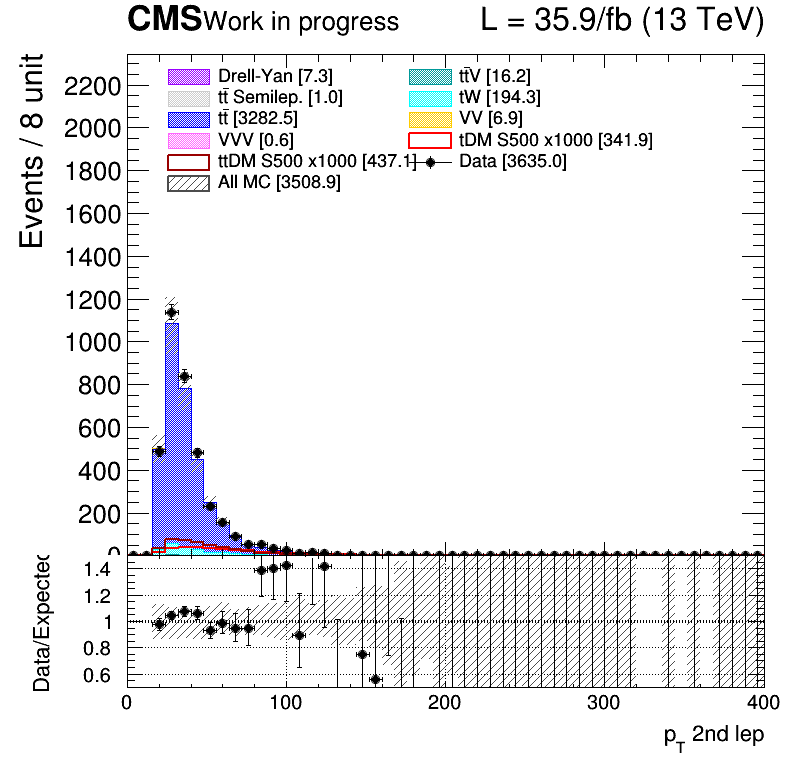 CMS Work in progress L = 35.9/fb (13 TeV)
Events / 8 unit
2200
2000
1800
1600
1400
1200
1000
800
600
400
200
0
Drell-Yan [7.3]
tt̄ Semilep. [1.0]
tt̄ [3282.5]
VVV [0.6]
ttDM S500 x1000 [437.1]
All MC [3508.9]
tt̄V [16.2]
tW [194.3]
VV [6.9]
tDM S500 x1000 [341.9]
Data [3635.0]
Data/Expected
1.4
1.2
1
0.8
0.6
0 100 200 300 400
p_T 2nd lep